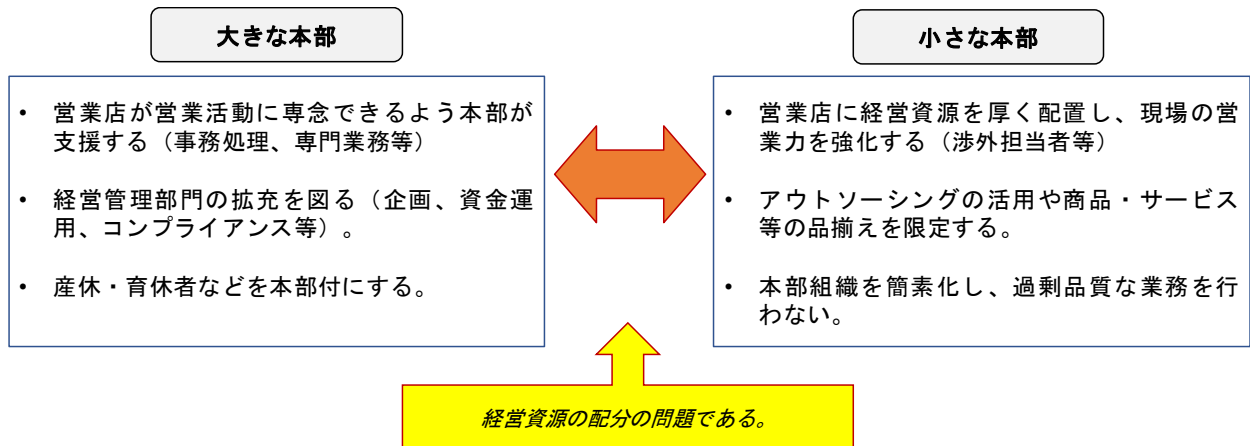 大きな本部
• 営業店が営業活動に専念できるよう本部が
支援する（事務処理、専門業務等）
• 経営管理部門の拡充を図る（企画、資金運
用、コンプライアンス等）。
• 産休・育休者などを本部付にする。
小さな本部
• 営業店に経営資源を厚く配置し、現場の営
業力を強化する（渉外担当者等）
• アウトソーシングの活用や商品・サービス
等の品揃えを限定する。
• 本部組織を簡素化し、過剰品質な業務を行
わない。
経営資源の配分の問題である。